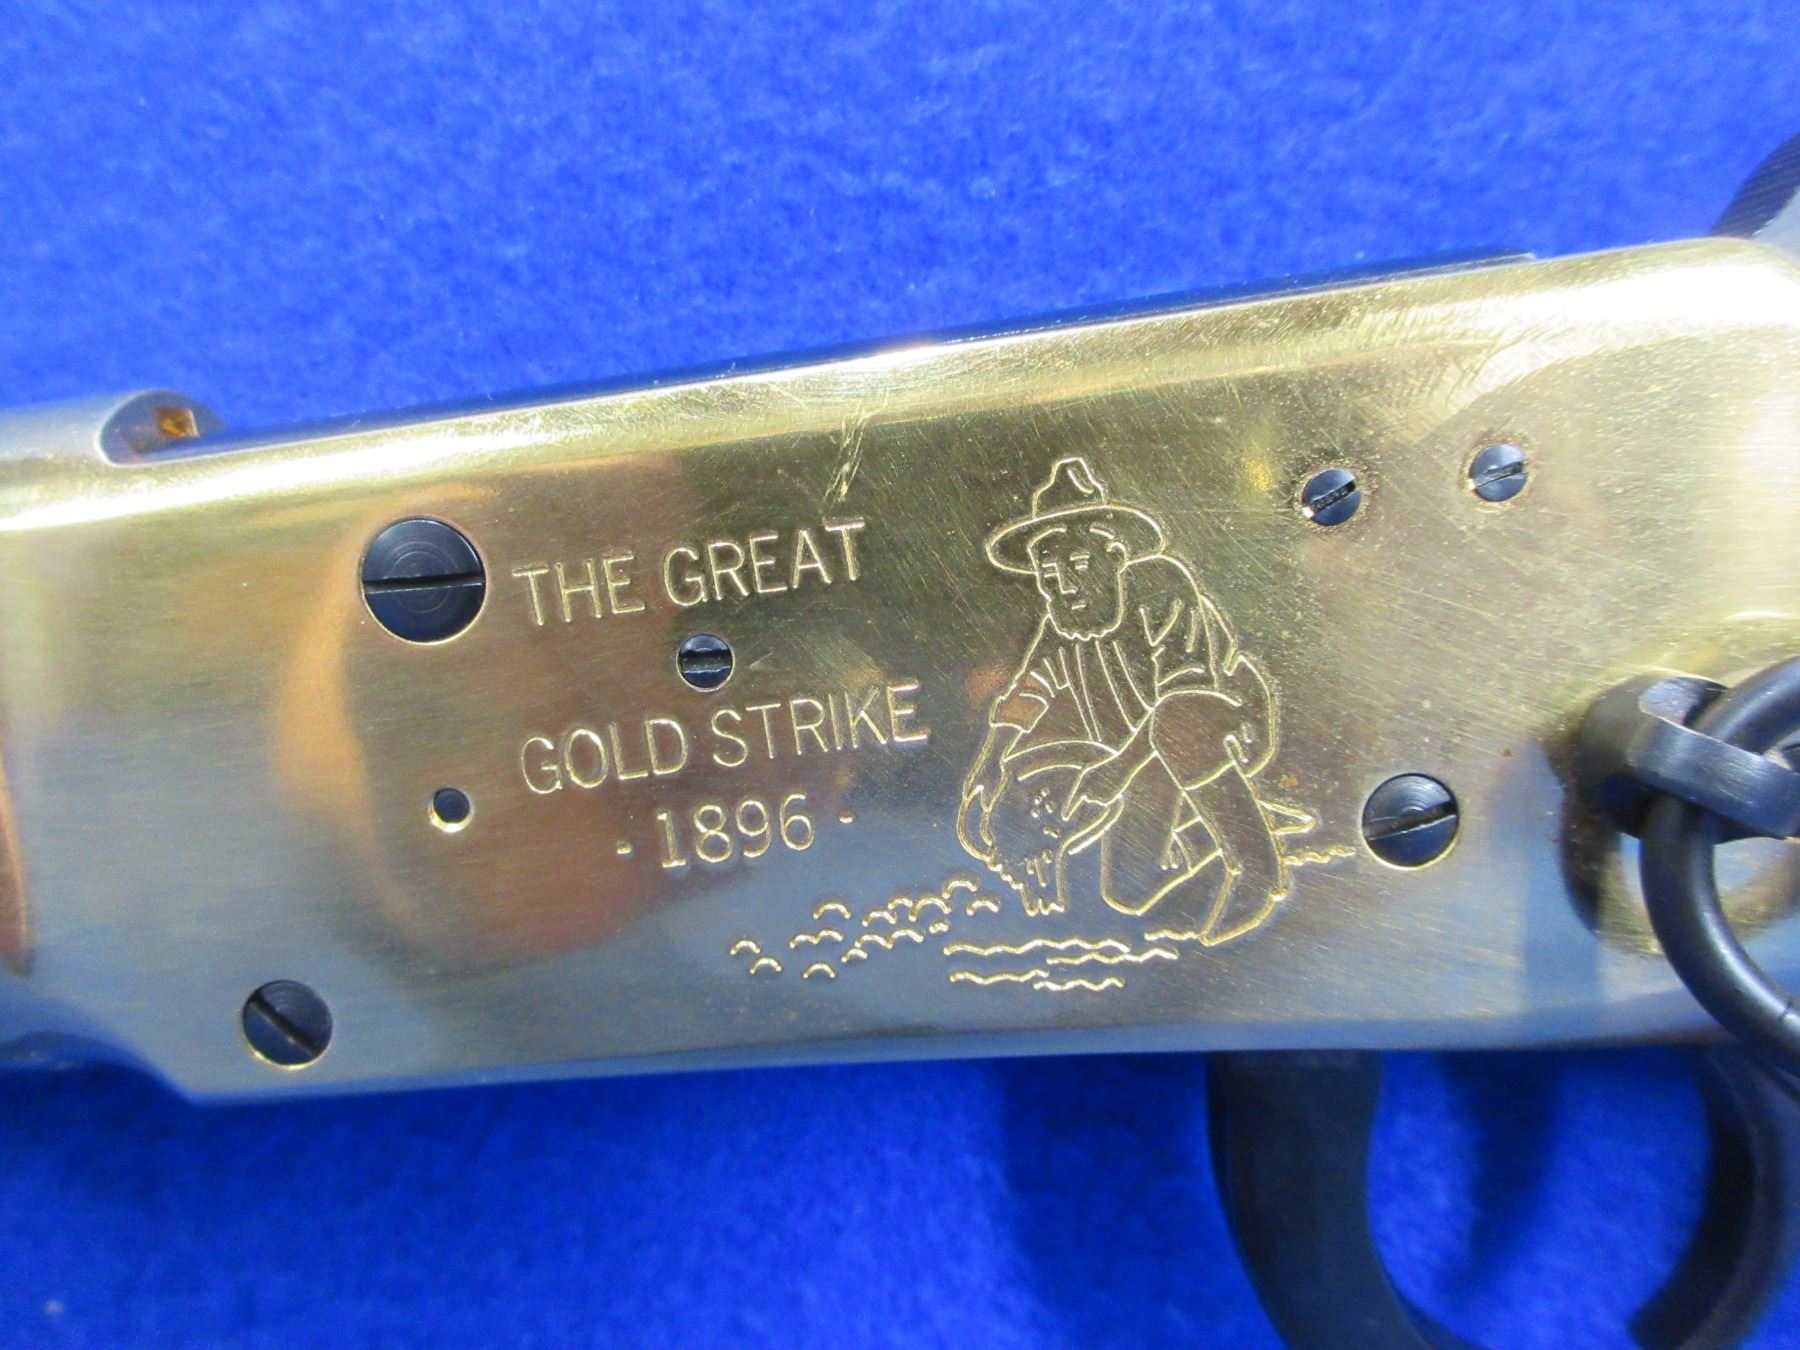 THE GREAT
GOLD STRIKE
· 1896 ·